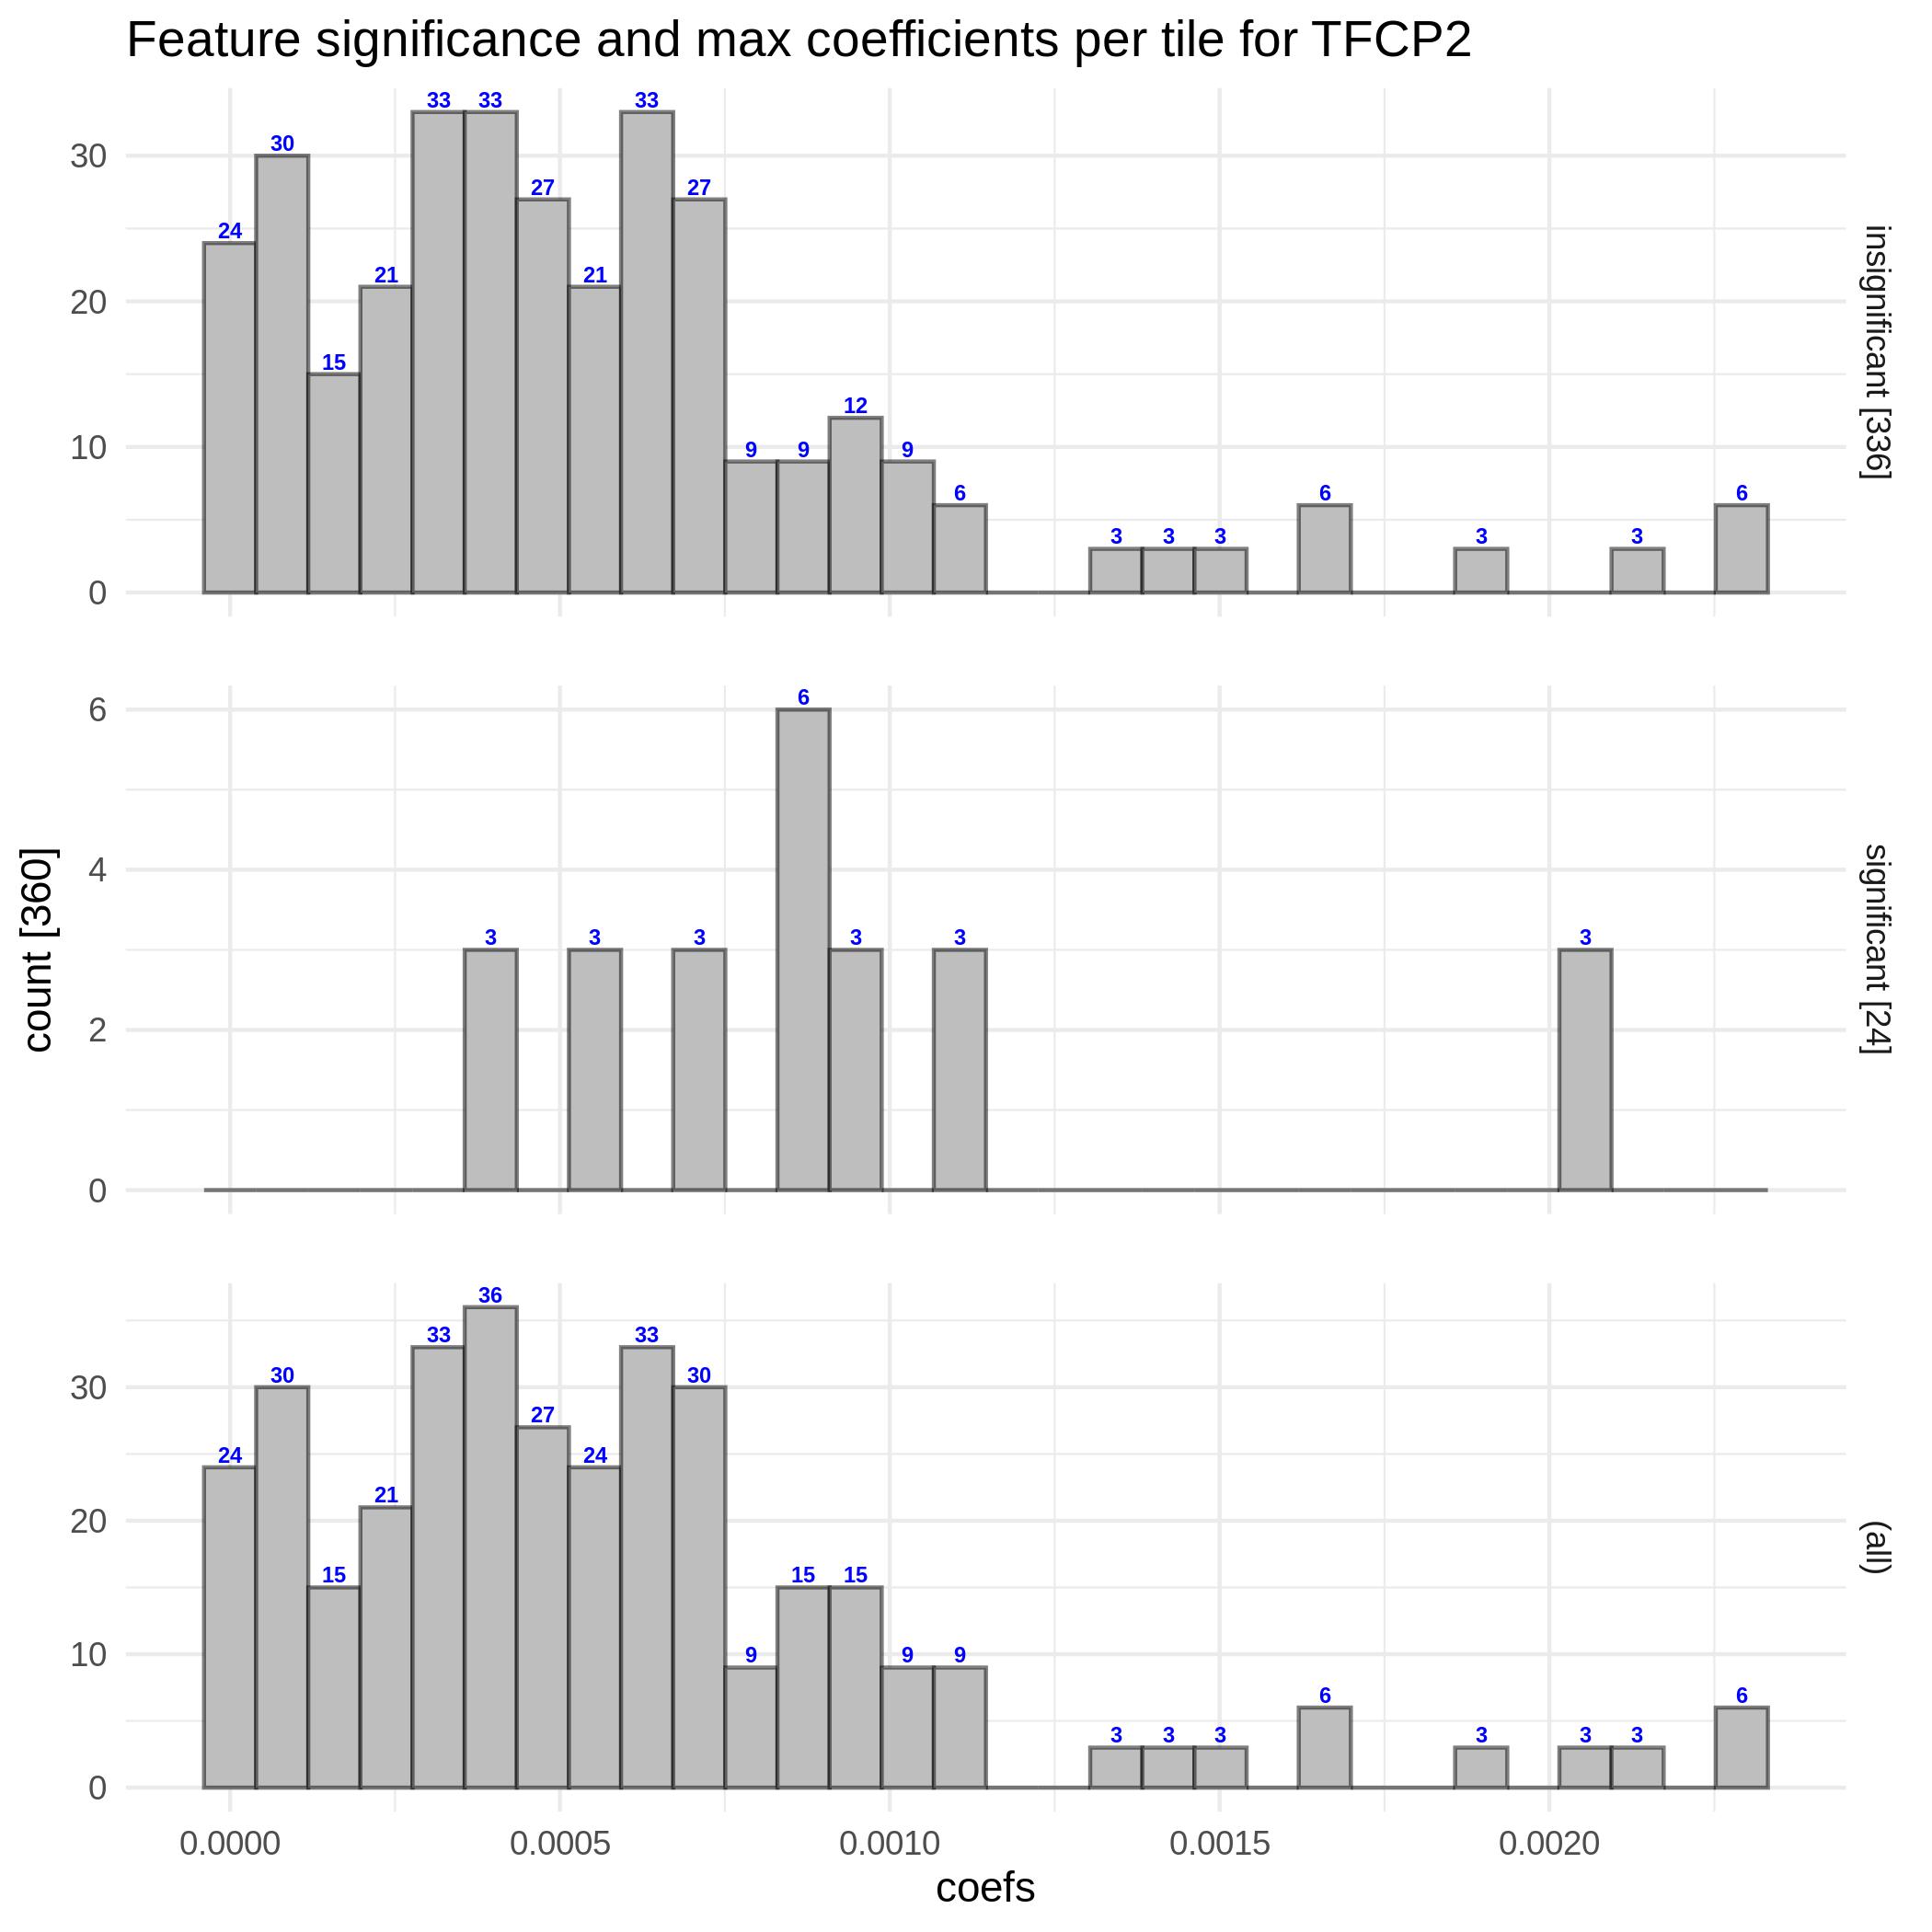 Feature significance and max coefficients per tile for TFCP2
33 33 33
30
27 27
24
21 21
15
12
9 9 9
6 6 6
3 3 3 3 3
30
20
10
0
insignificant [336]
6
3 3 3 3 3 3
6
4
2
0
significant [24]
count [360]
36
33 33
30 30
27
24 24
21
15 15 15
9 9 9
6 6
3 3 3 3 3 3
30
20
10
0
(all)
0.0000 0.0005 0.0010 0.0015 0.0020
coefs